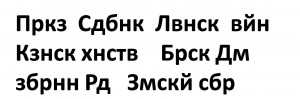 Пркз Сдбнк Лвнск вйн
Кзнск хнств Брск Дм
збрнн Рд Змскй сбр